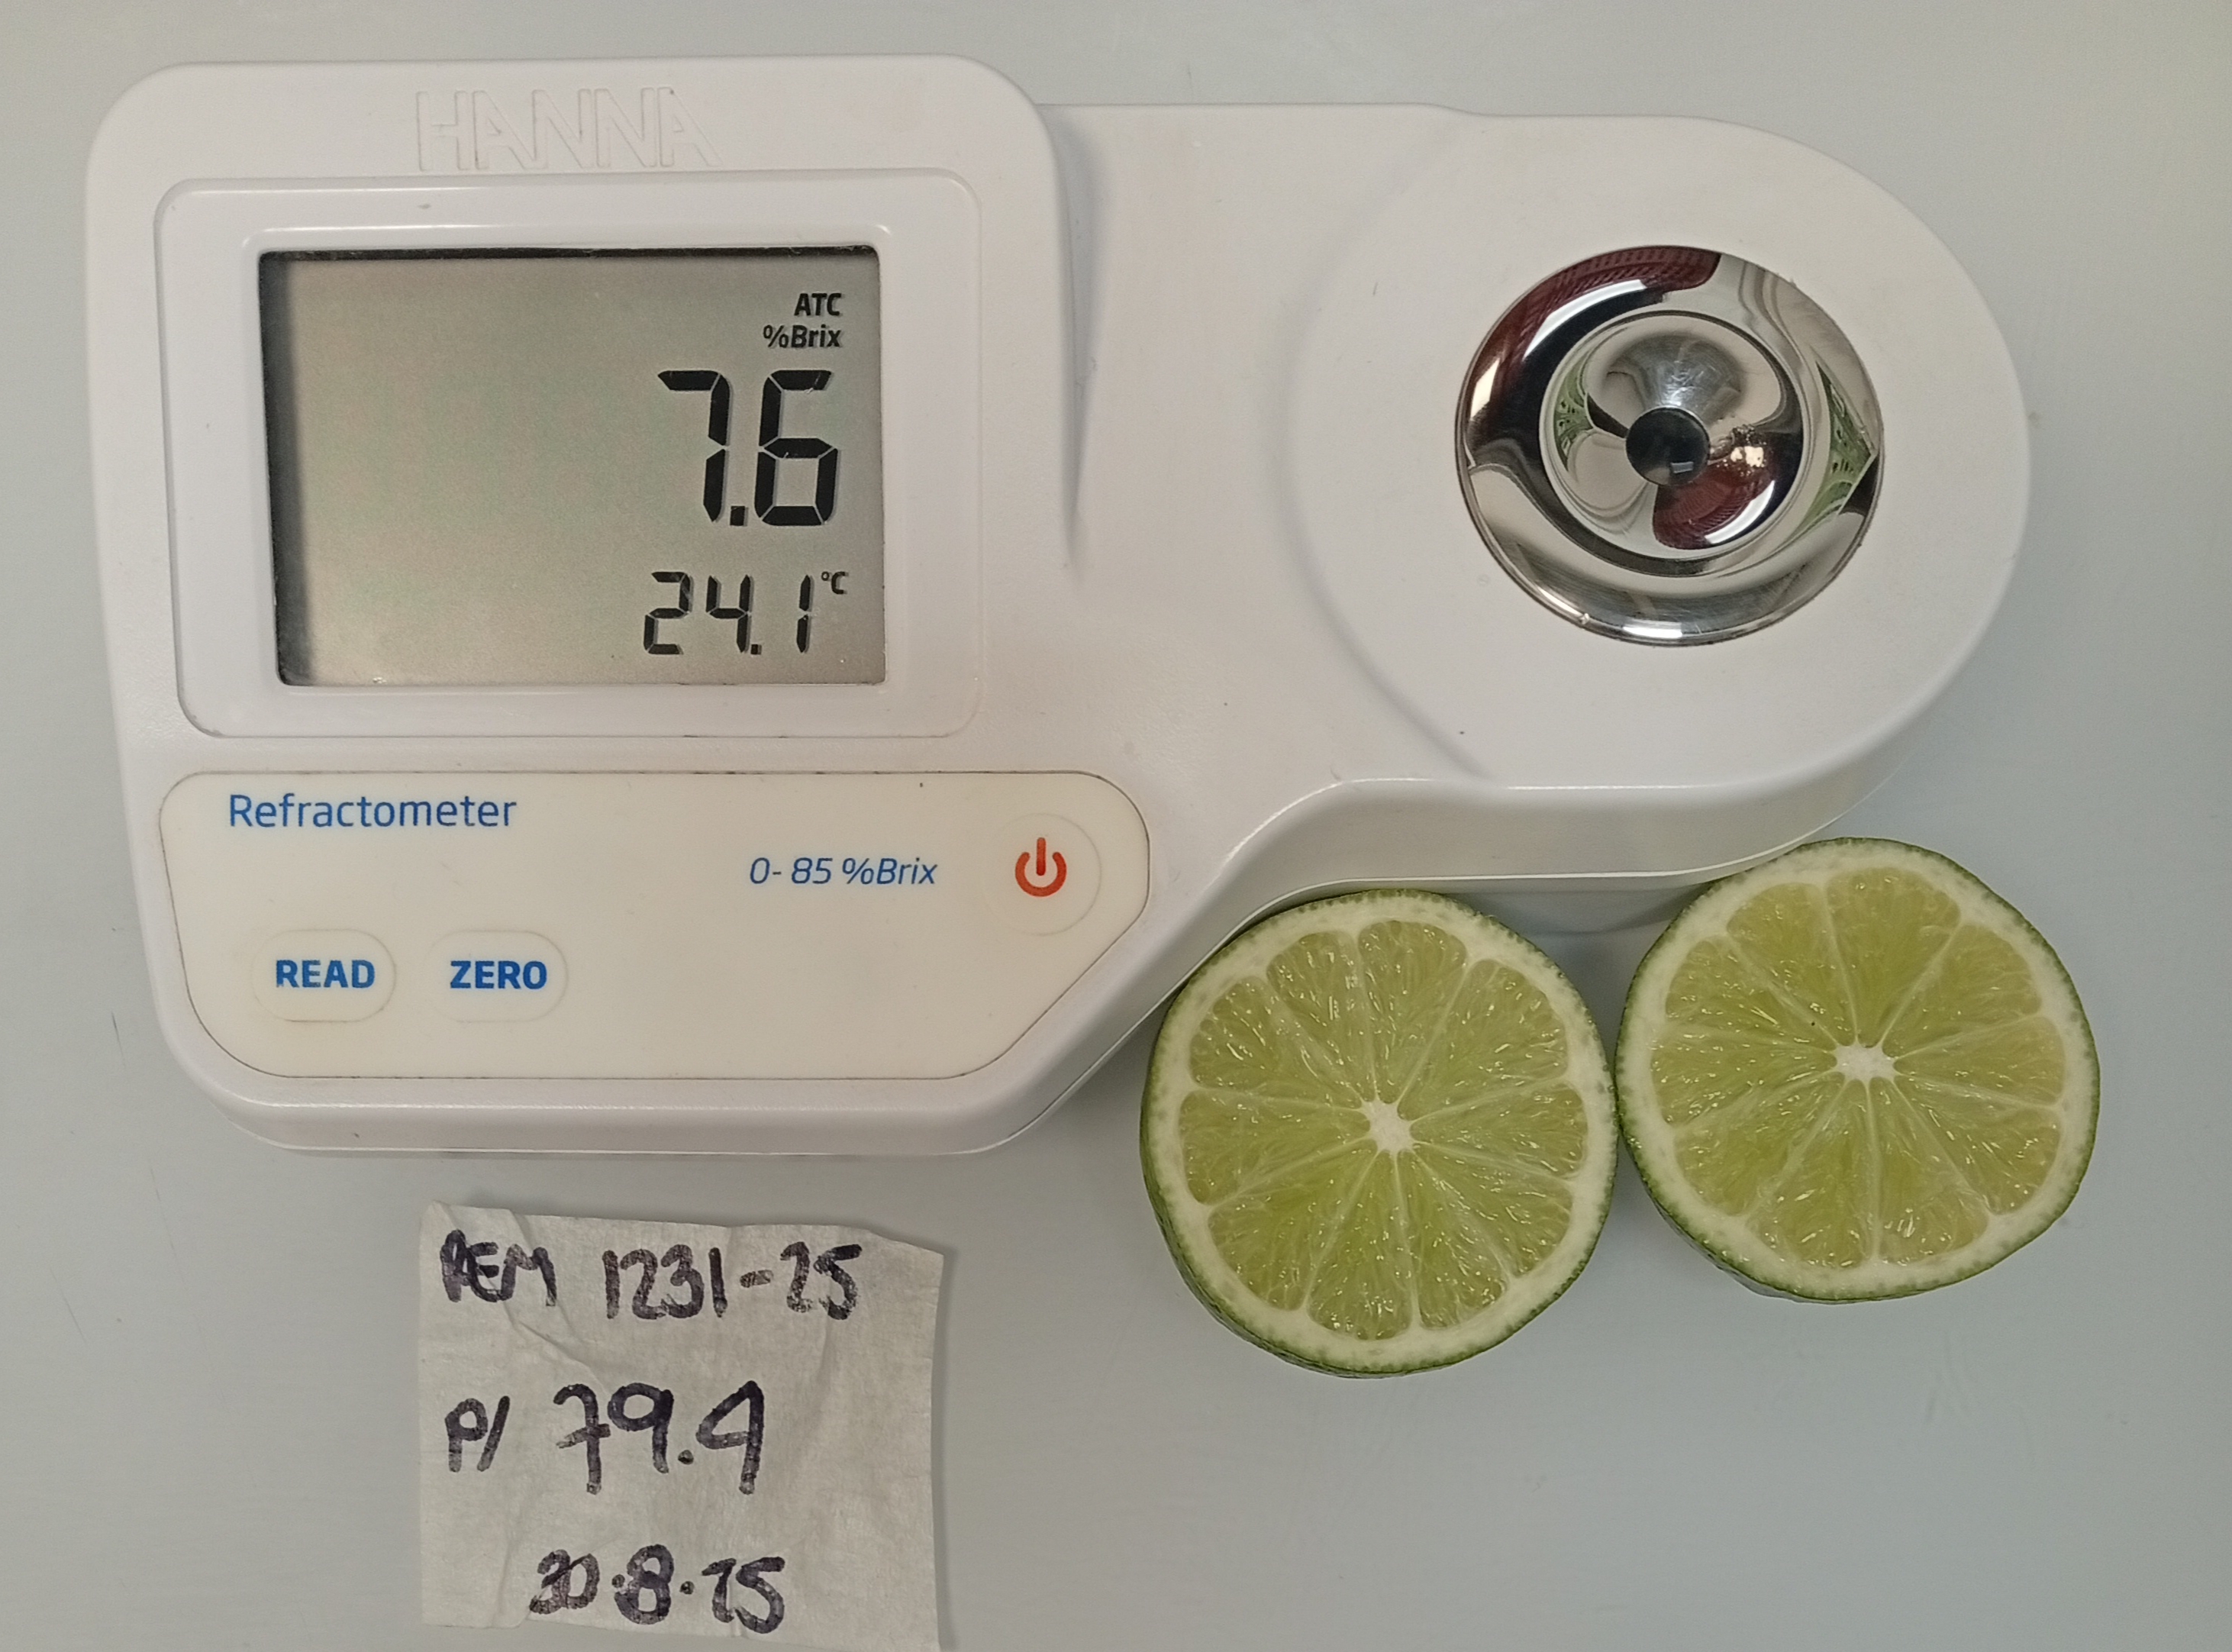 HANNA
ATC
%Brix
7.6
24.1 °C
Refractometer
0-85 %Brix
READ ZERO
REM 1231-25
P/ 79.4
20.8.25